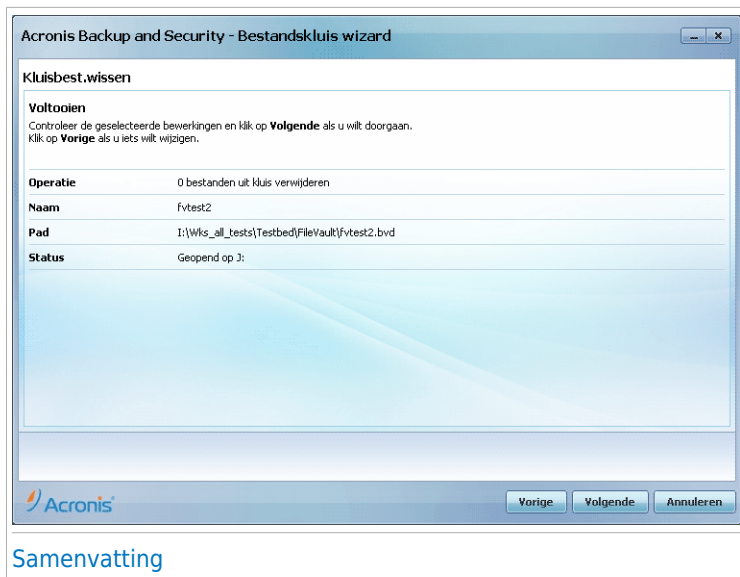 Acronis Backup and Security - Bestandskluis wizard
Kluisbest.wissen
Voltooien
Controleer de geselecteerde bewerkingen en klik op Volgende als u wilt doorgaan.
Klik op Vorige als u iets wilt wijzigen.
Operatie 0 bestanden uit kluis verwijderen
Naam fvtest2
Pad I:\Wks_all_tests\Testbed\FileVault\fvtest2.bvd
Status Geopend op J:
Acronis
Vorige Volgende Annuleren
Samenvatting